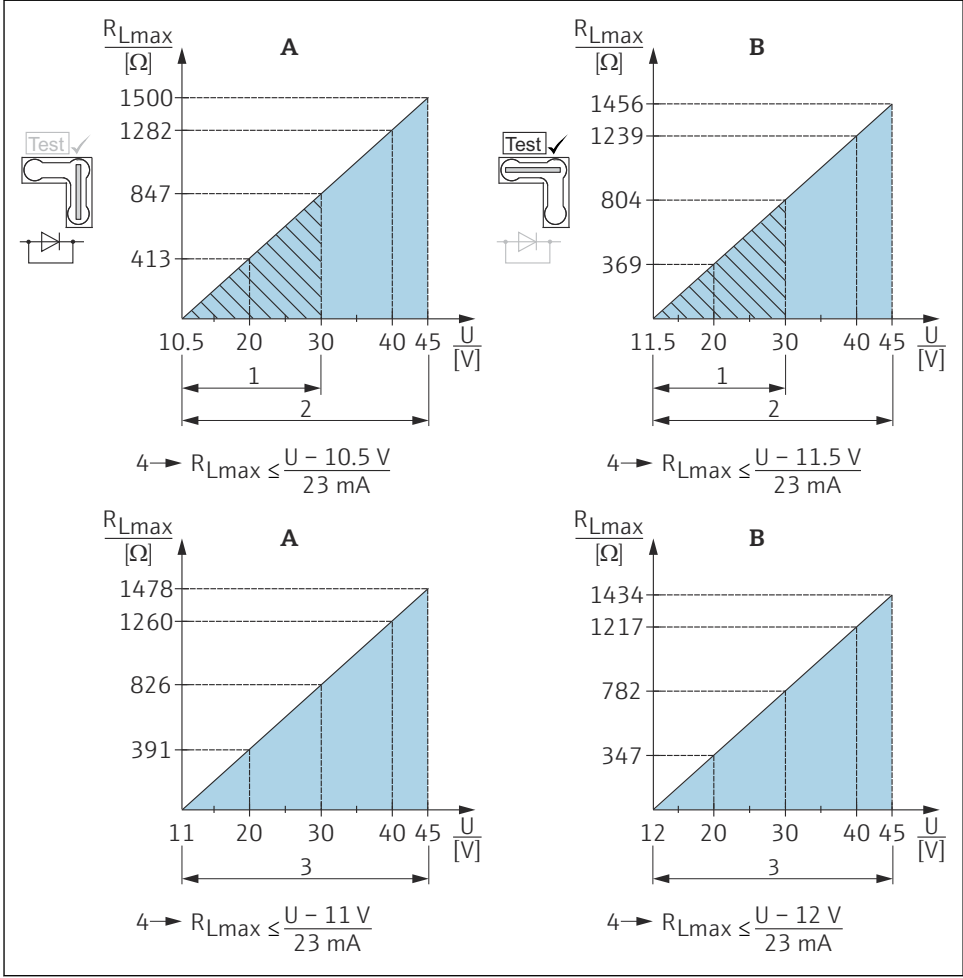 RLmax
[Ω]
A
1500
1282
847
413
Test
10.5 20 30 40 45 U
[V]
1
2
4 RLmax ≤ U – 10.5 V
23 mA
RLmax
[Ω]
B
1456
1239
804
369
Test
11.5 20 30 40 45 U
[V]
1
2
4 RLmax ≤ U – 11.5 V
23 mA
RLmax
[Ω]
A
1478
1260
826
391
11 20 30 40 45 U
[V]
3
4 RLmax ≤ U – 11 V
23 mA
RLmax
[Ω]
B
1434
1217
782
347
12 20 30 40 45 U
[V]
3
4 RLmax ≤ U – 12 V
23 mA